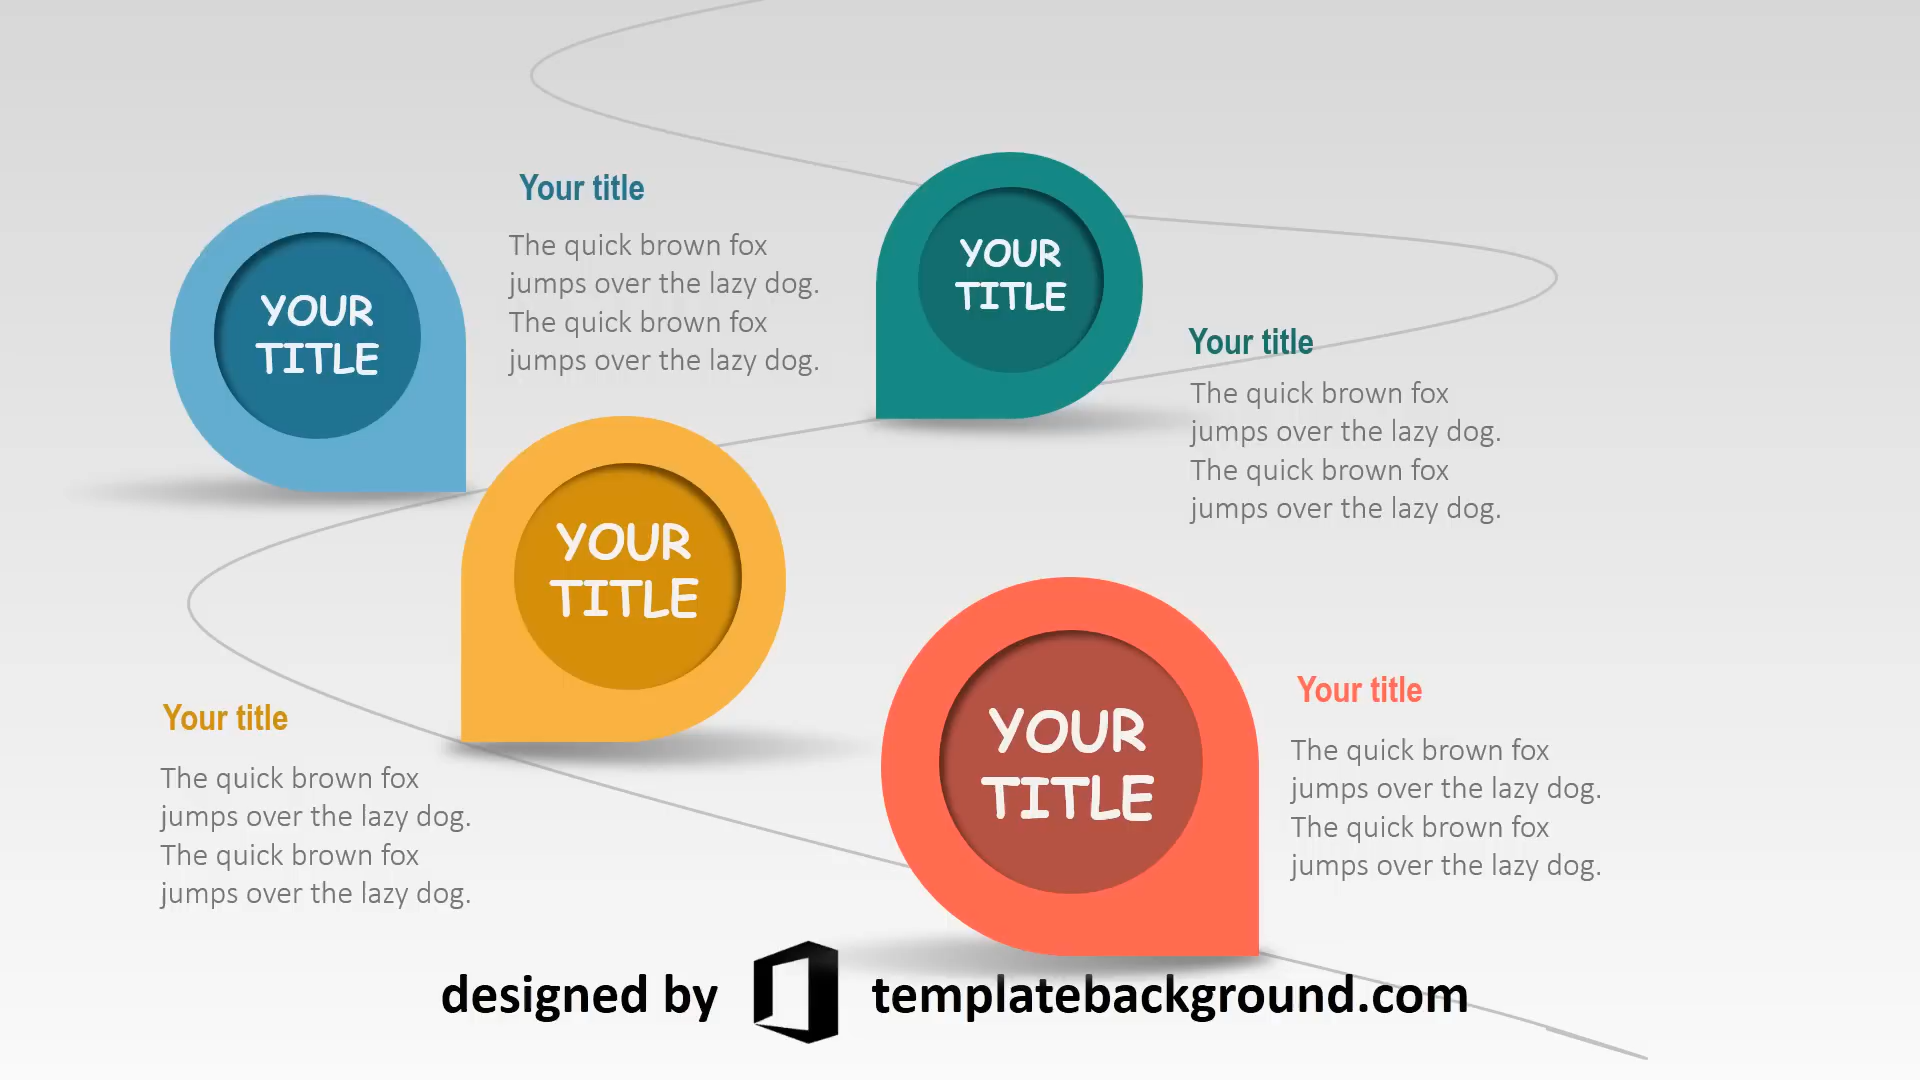 YOUR
TITLE
Your title
The quick brown fox
jumps over the lazy dog.
The quick brown fox
jumps over the lazy dog.
YOUR
TITLE
Your title
The quick brown fox
jumps over the lazy dog.
The quick brown fox
jumps over the lazy dog.
YOUR
TITLE
Your title
The quick brown fox
jumps over the lazy dog.
The quick brown fox
jumps over the lazy dog.
YOUR
TITLE
Your title
The quick brown fox
jumps over the lazy dog.
The quick brown fox
jumps over the lazy dog.
designed by templatebackground.com